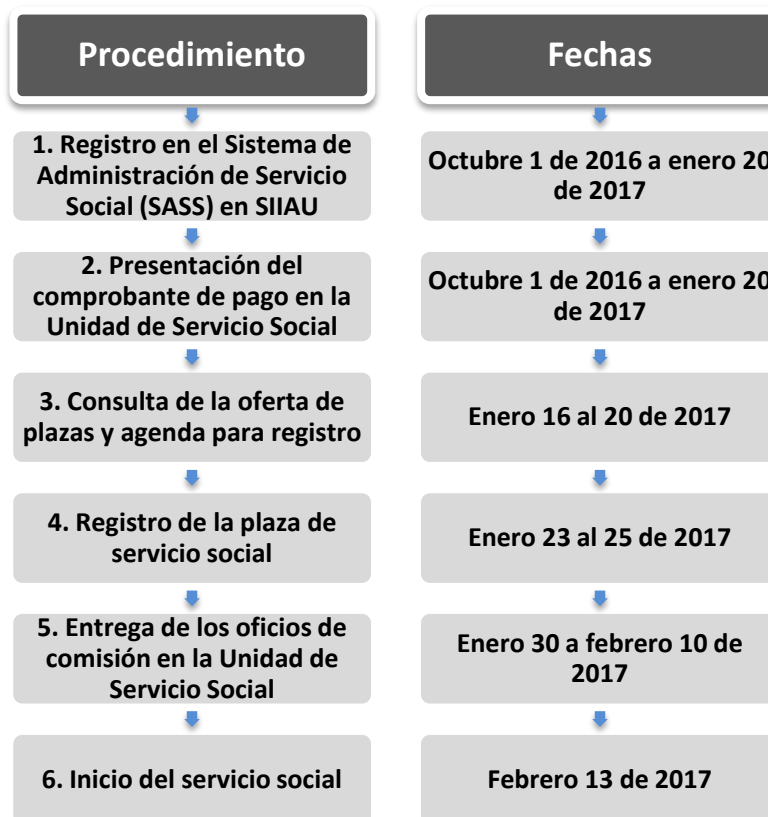 Procedimiento
1. Registro en el Sistema de
Administración de Servicio
Social (SASS) en SIIAU
2. Presentación del
comprobante de pago en la
Unidad de Servicio Social
3. Consulta de la oferta de
plazas y agenda para registro
4. Registro de la plaza de
servicio social
5. Entrega de los oficios de
comisión en la Unidad de
Servicio Social
6. Inicio del servicio social
Fechas
Octubre 1 de 2016 a enero 20
de 2017
Octubre 1 de 2016 a enero 20
de 2017
Enero 16 al 20 de 2017
Enero 23 al 25 de 2017
Enero 30 a febrero 10 de
2017
Febrero 13 de 2017